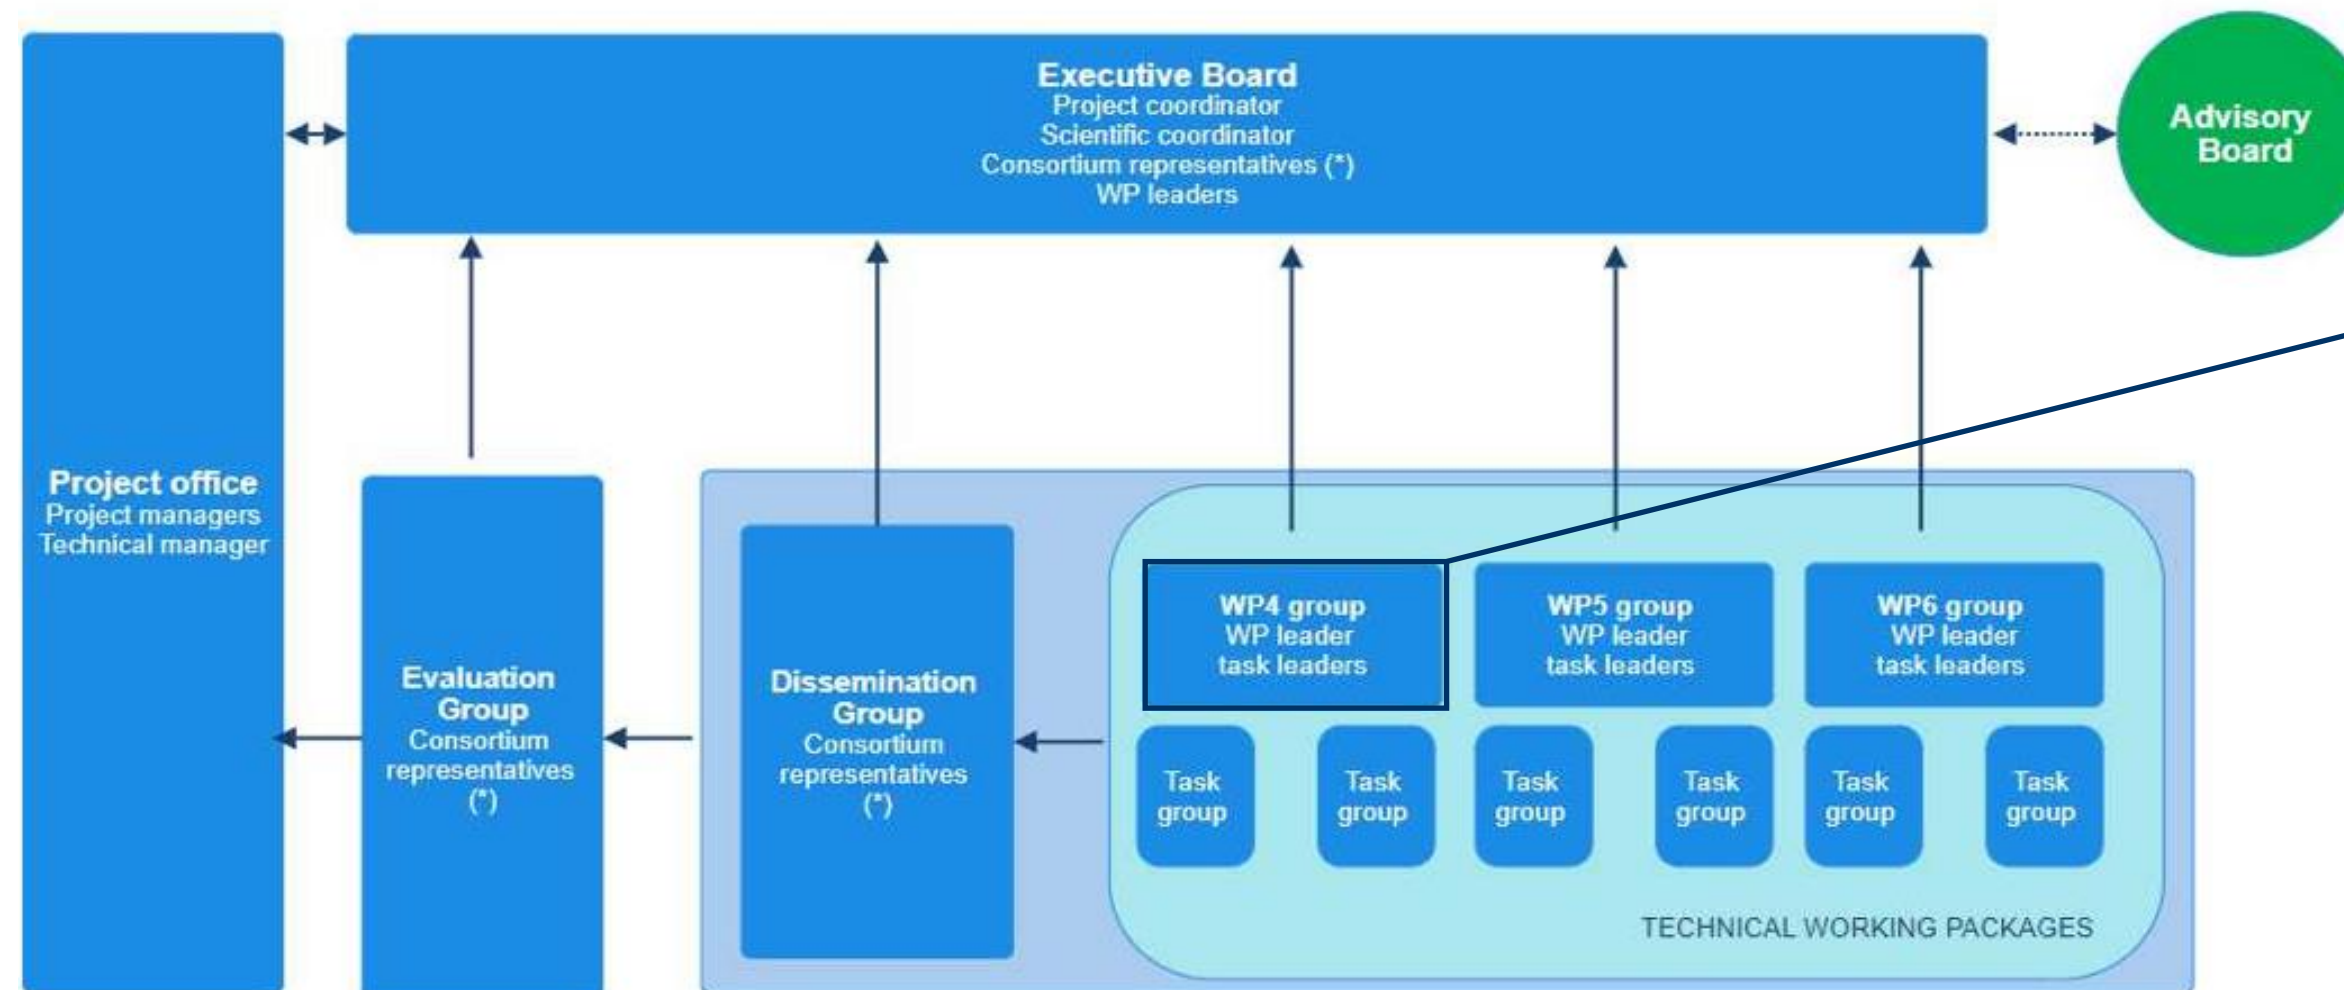 Executive Board
Project coordinator
Scientific coordinator
Consortium representatives (*)
WP leaders
Advisory
Board
Project office
Project managers
Technical manager
Evaluation
Group
Consortium
representatives
(*)
Dissemination
Group
Consortium
representatives
(*)
WP4 group
WP leader
task leaders
WP5 group
WP leader
task leaders
WP6 group
WP leader
task leaders
Task
group
Task
group
Task
group
Task
group
Task
group
Task
group
TECHNICAL WORKING PACKAGES